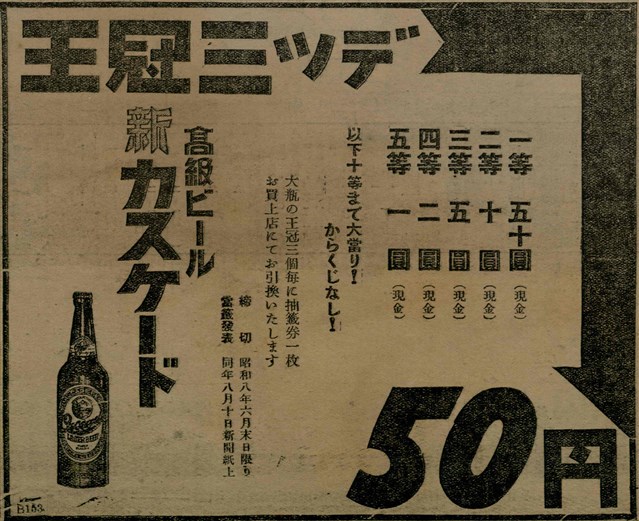 王冠三ツデ
50円
一等 五十圓(現金)
二等 十圓(現金)
三等 五圓(現金)
四等 二圓(現金)
五等 一圓(現金)
以下十等まで大當り!
からくじなし!
大瓶の王冠三個毎に抽籤券一枚
お買上店にてお引換いたします
締切 昭和八年六月末日限り
當籤發表 同年八月十日新聞紙上
高級ビール
新カスケード
B153